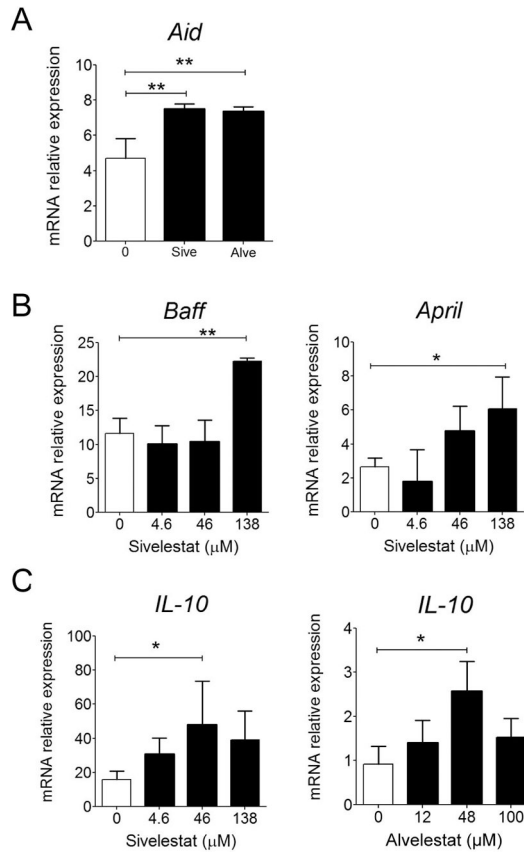 A
Aid
mRNA relative expression
10
8
6
4
2
0
**
**
0 Sive Alve
B
Baff
mRNA relative expression
25
20
15
10
5
0
**
0 4.6 46 138
Sivelestat (μM)
April
mRNA relative expression
10
8
6
4
2
0
*
0 4.6 46 138
Sivelestat (μM)
C
IL-10
mRNA relative expression
100
80
60
40
20
0
*
0 4.6 46 138
Sivelestat (μM)
IL-10
mRNA relative expression
4
3
2
1
0
*
0 12 48 100
Alvelestat (μM)